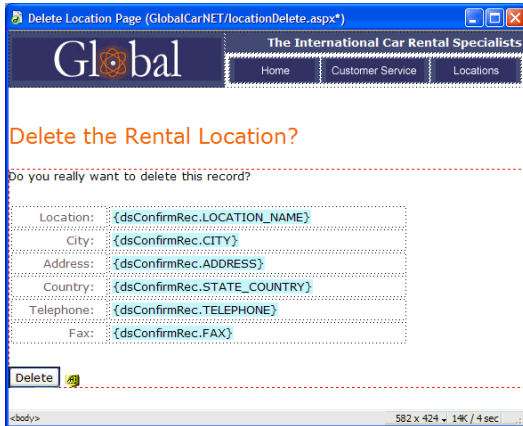 Delete Location Page (GlobalCarNET/locationDelete.aspx*)
The International Car Rental Specialists
Global
Home Customer Service Locations
Delete the Rental Location?
Do you really want to delete this record?
Location: {dsConfirmRec.LOCATION_NAME}
City: {dsConfirmRec.CITY}
Address: {dsConfirmRec.ADDRESS}
Country: {dsConfirmRec.STATE_COUNTRY}
Telephone: {dsConfirmRec.TELEPHONE}
Fax: {dsConfirmRec.FAX}
Delete
<body> 582 x 424 14K / 4 sec